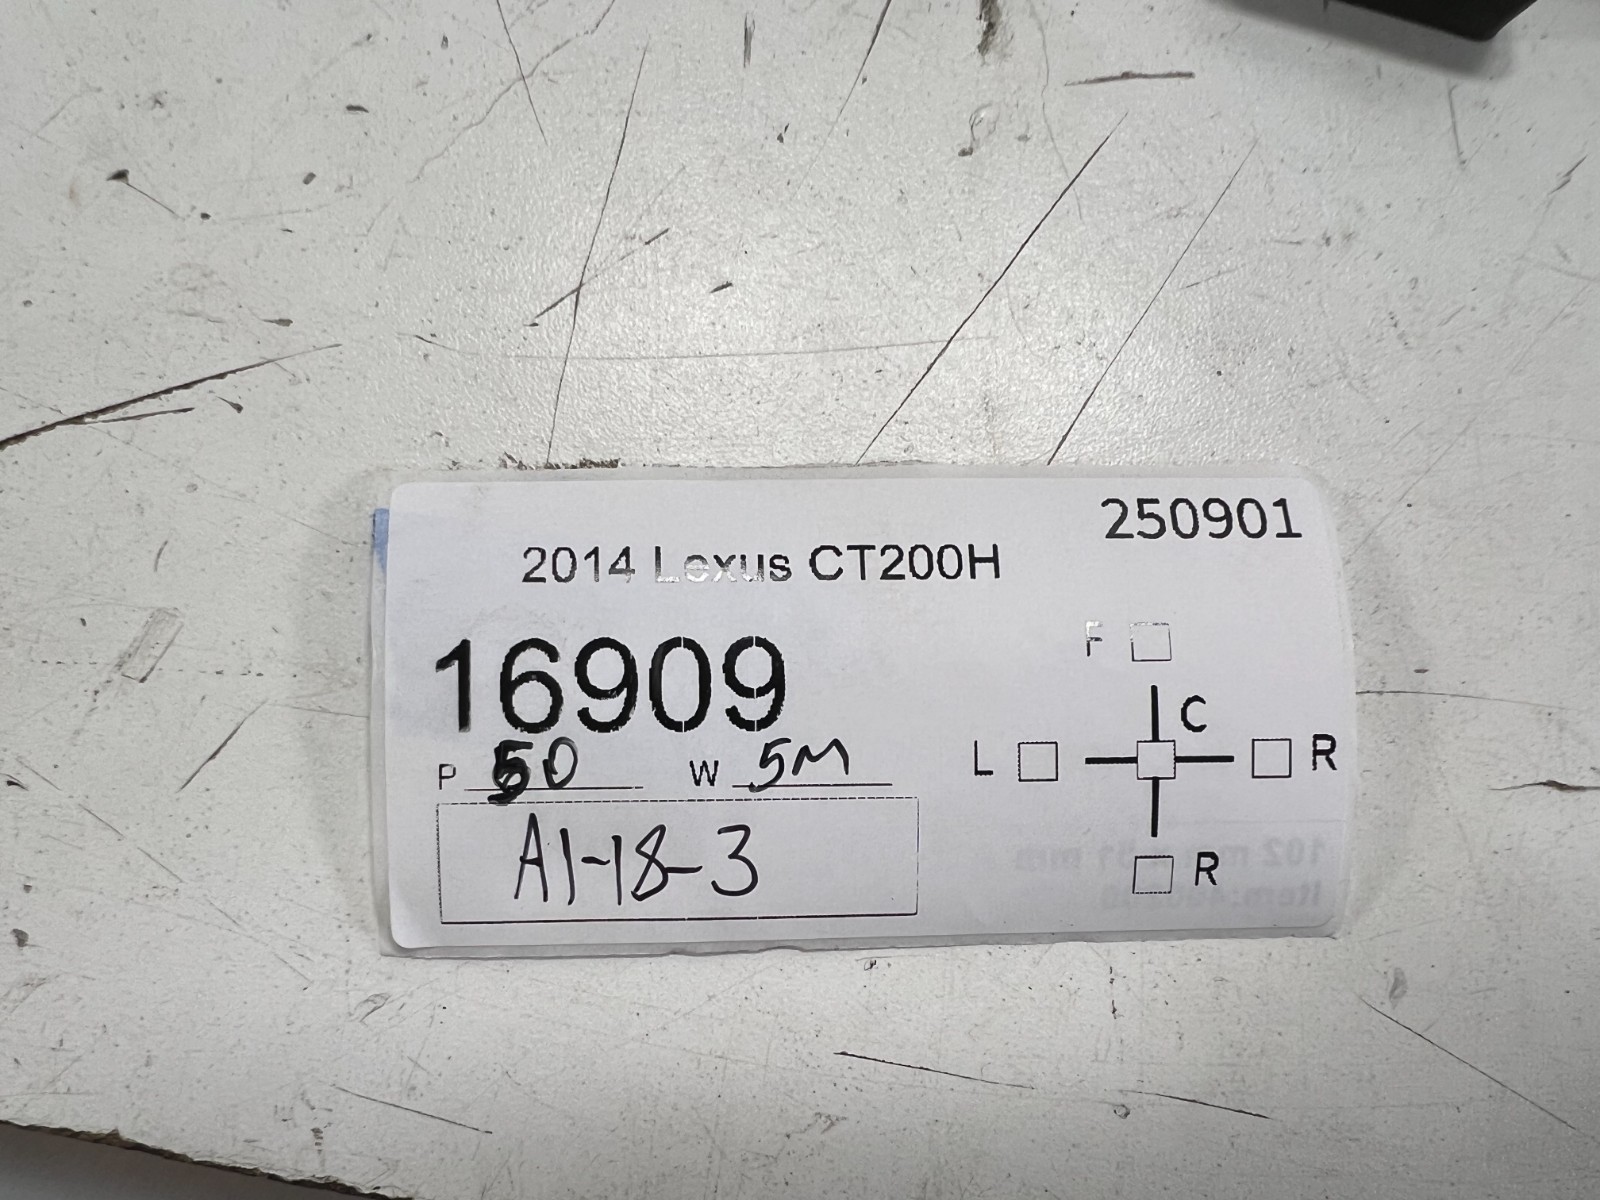 250901
2014 Lexus CT200H
16909
F
C
L R
P 50 W 5M
A1-18-3
R